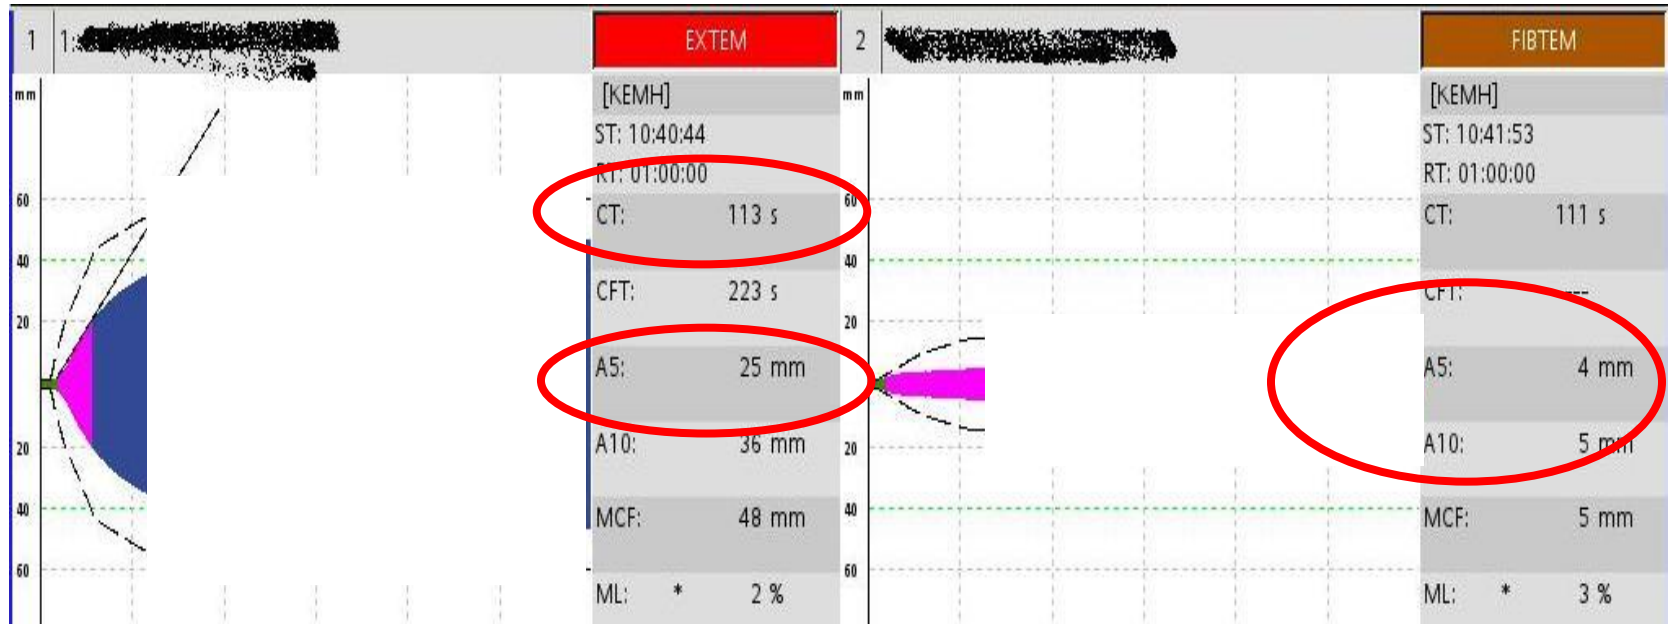 1 1:
EXTEM
mm
[KEMH]
ST: 10:40:44
RT: 01:00:00
60
CT: 113 s
40
CFT: 223 s
20
A5: 25 mm
20
A10: 36 mm
40
MCF: 48 mm
60
ML: * 2 %
2
FIBTEM
mm
[KEMH]
ST: 10:41:53
RT: 01:00:00
60
CT: 111 s
40
CFT: ---
20
A5: 4 mm
20
A10: 5 mm
40
MCF: 5 mm
60
ML: * 3 %